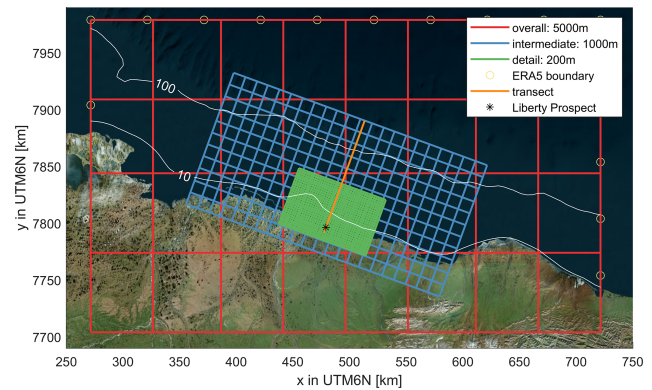 overall: 5000m
intermediate: 1000m
detail: 200m
ERA5 boundary
transect
Liberty Prospect
100
10
7950
7900
7850
7800
7750
7700
y in UTM6N [km]
250 300 350 400 450 500 550 600 650 700 750
x in UTM6N [km]